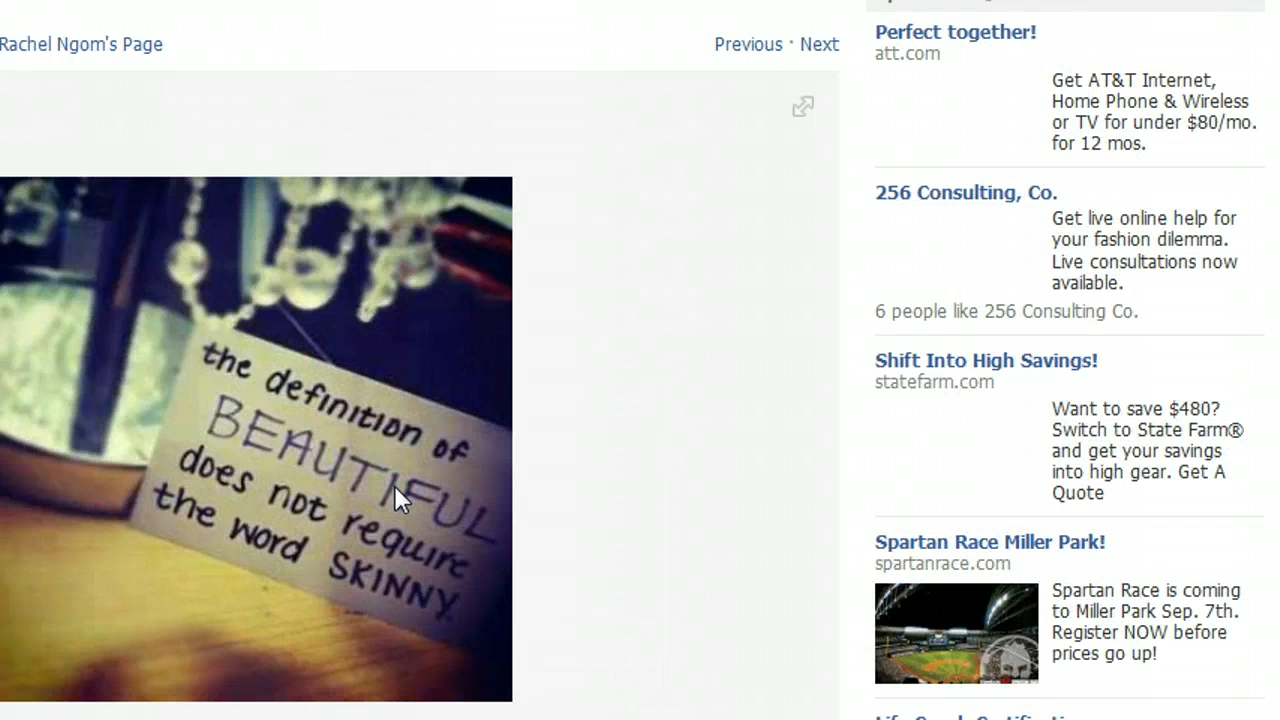 Rachel Ngom's Page
Previous · Next
the definition of
BEAUTIFUL
does not require
the word SKINNY.
Perfect together!
att.com
Get AT&T Internet,
Home Phone & Wireless
or TV for under $80/mo.
for 12 mos.
256 Consulting, Co.
Get live online help for
your fashion dilemma.
Live consultations now
available.
6 people like 256 Consulting Co.
Shift Into High Savings!
statefarm.com
Want to save $480?
Switch to State Farm®
and get your savings
into high gear. Get A
Quote
Spartan Race Miller Park!
spartanrace.com
Spartan Race is coming
to Miller Park Sep. 7th.
Register NOW before
prices go up!